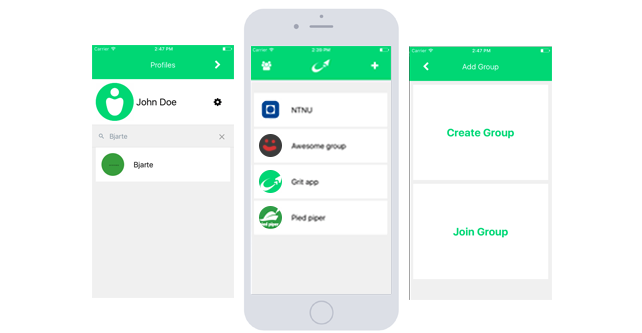 Carrier 2:47 PM
Profiles
John Doe
Bjarte
Bjarte
Carrier 2:29 PM
NTNU
Awesome group
Grit app
Pied piper
Carrier 2:47 PM
Add Group
Create Group
Join Group